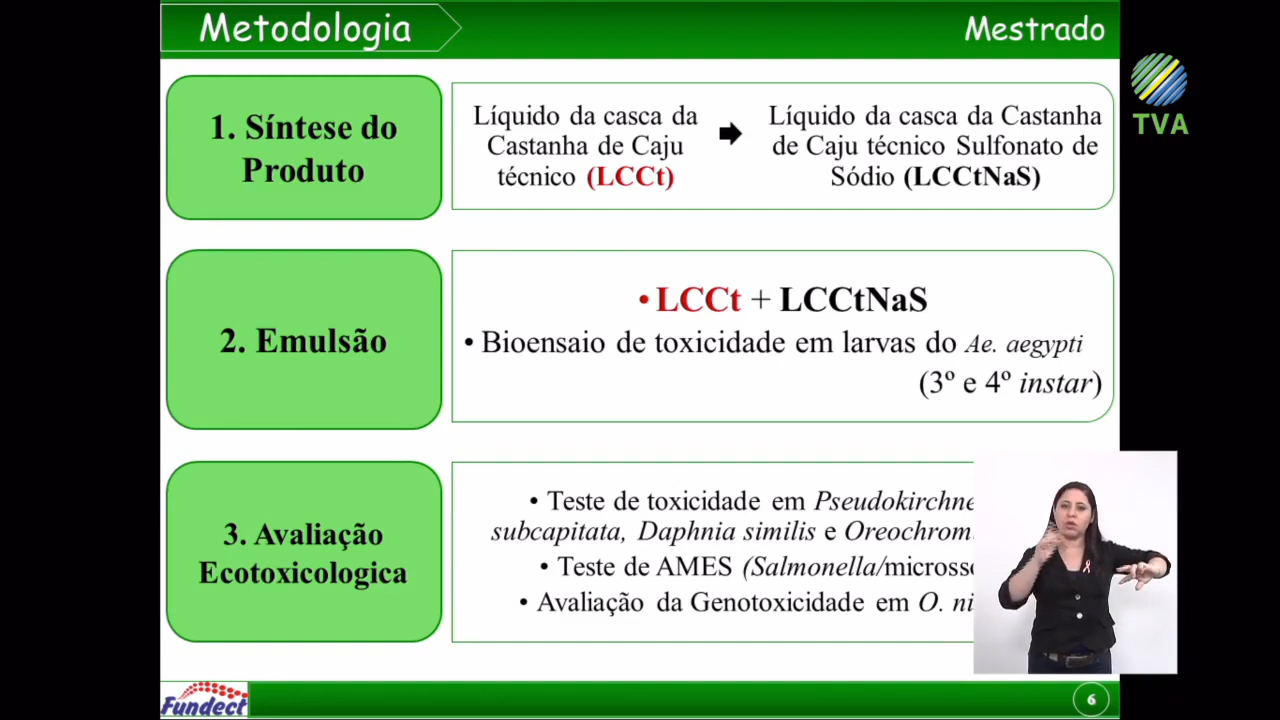 Metodologia
Mestrado
TVA
1. Síntese do
Produto
Líquido da casca da
Castanha de Caju
técnico (LCCt)
Líquido da casca da Castanha
de Caju técnico Sulfonato de
Sódio (LCCtNaS)
2. Emulsão
• LCCt + LCCtNaS
• Bioensaio de toxicidade em larvas do Ae. aegypti
(3º e 4º instar)
3. Avaliação
Ecotoxicologica
• Teste de toxicidade em
subcapitata, Daphnia similis e
• Teste de AMES (Salmonella/
• Avaliação da Genotoxicidade em O.
Fundect
6